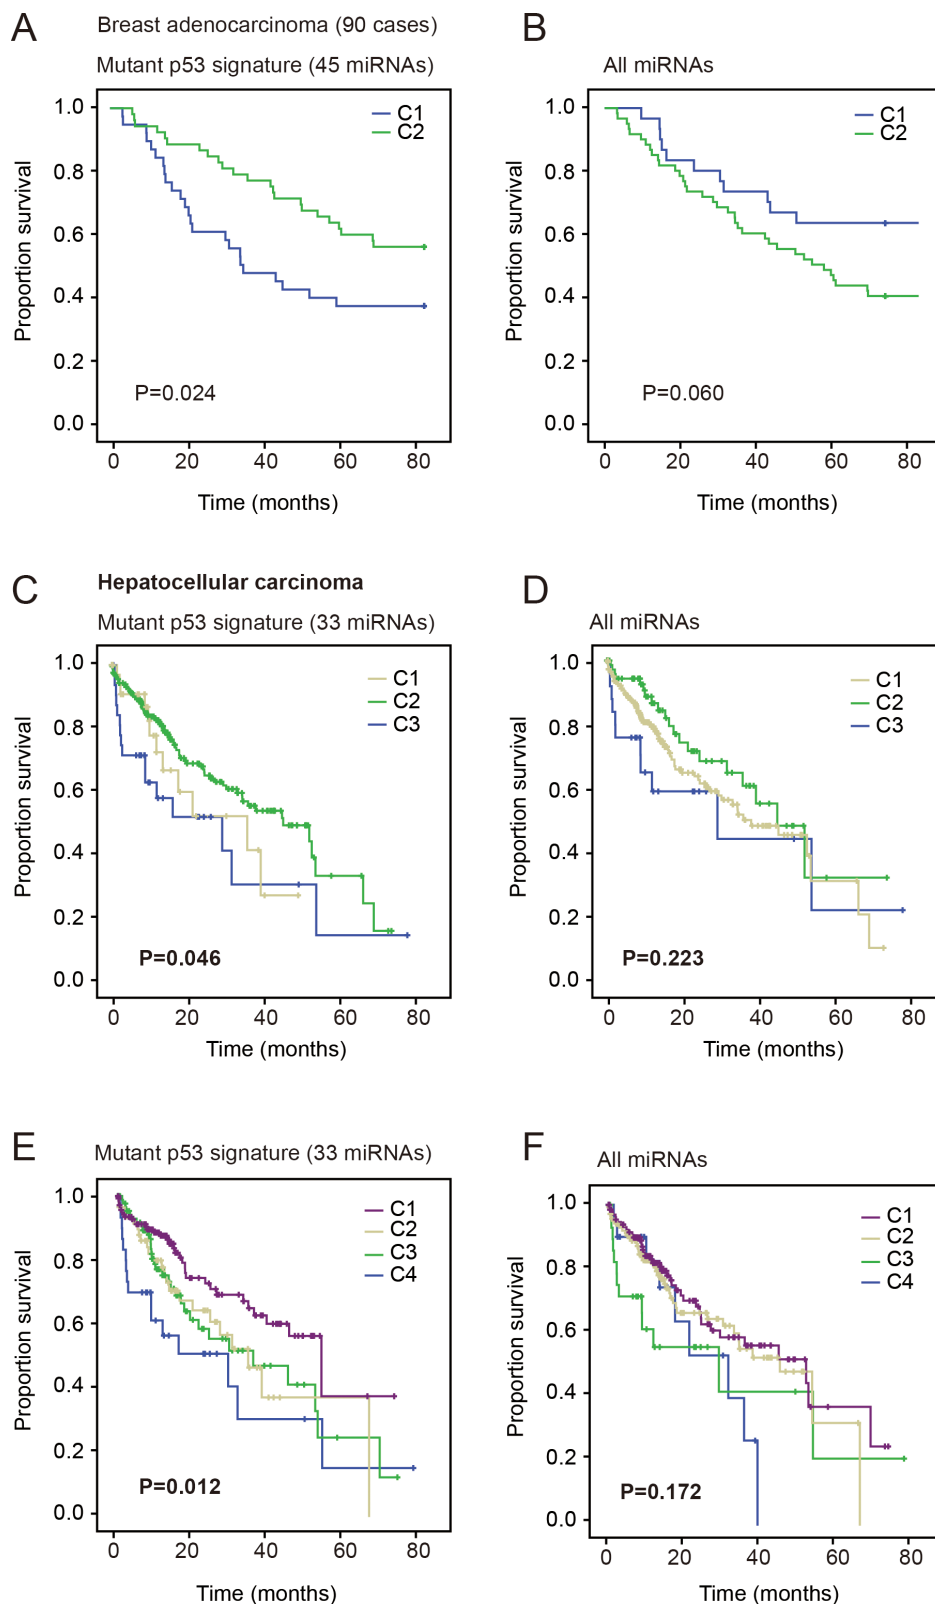 A
Breast adenocarcinoma (90 cases)
Mutant p53 signature (45 miRNAs)
1.0
0.8
0.6
0.4
0.2
0.0
Proportion survival
C1
C2
P=0.024
0 20 40 60 80
Time (months)
B
All miRNAs
1.0
0.8
0.6
0.4
0.2
0.0
Proportion survival
C1
C2
P=0.060
0 20 40 60 80
Time (months)
C
Hepatocellular carcinoma
Mutant p53 signature (33 miRNAs)
1.0
0.8
0.6
0.4
0.2
0.0
Proportion survival
C1
C2
C3
P=0.046
0 20 40 60 80
Time (months)
D
All miRNAs
1.0
0.8
0.6
0.4
0.2
0.0
Proportion survival
C1
C2
C3
P=0.223
0 20 40 60 80
Time (months)
E
Mutant p53 signature (33 miRNAs)
1.0
0.8
0.6
0.4
0.2
0.0
Proportion survival
C1
C2
C3
C4
P=0.012
0 20 40 60 80
Time (months)
F
All miRNAs
1.0
0.8
0.6
0.4
0.2
0.0
Proportion survival
C1
C2
C3
C4
P=0.172
0 20 40 60 80
Time (months)